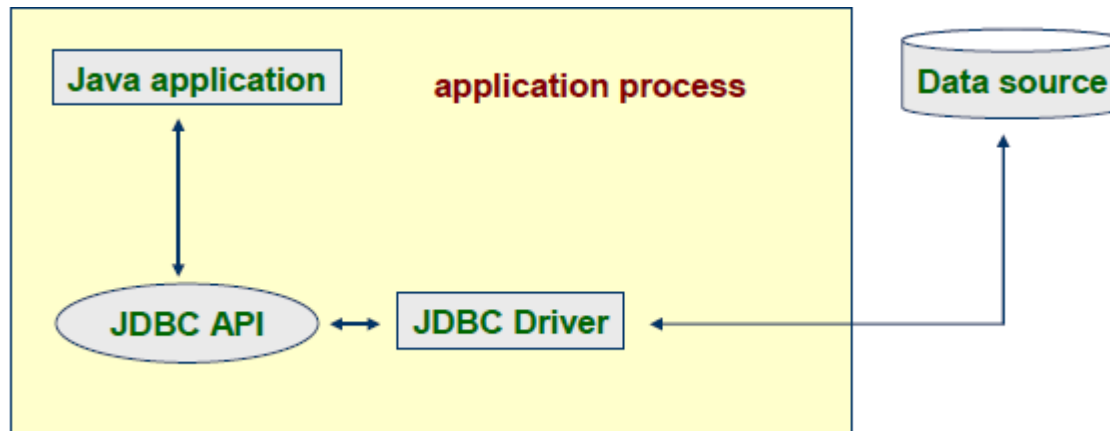 Java application
application process
Data source
JDBC API
JDBC Driver